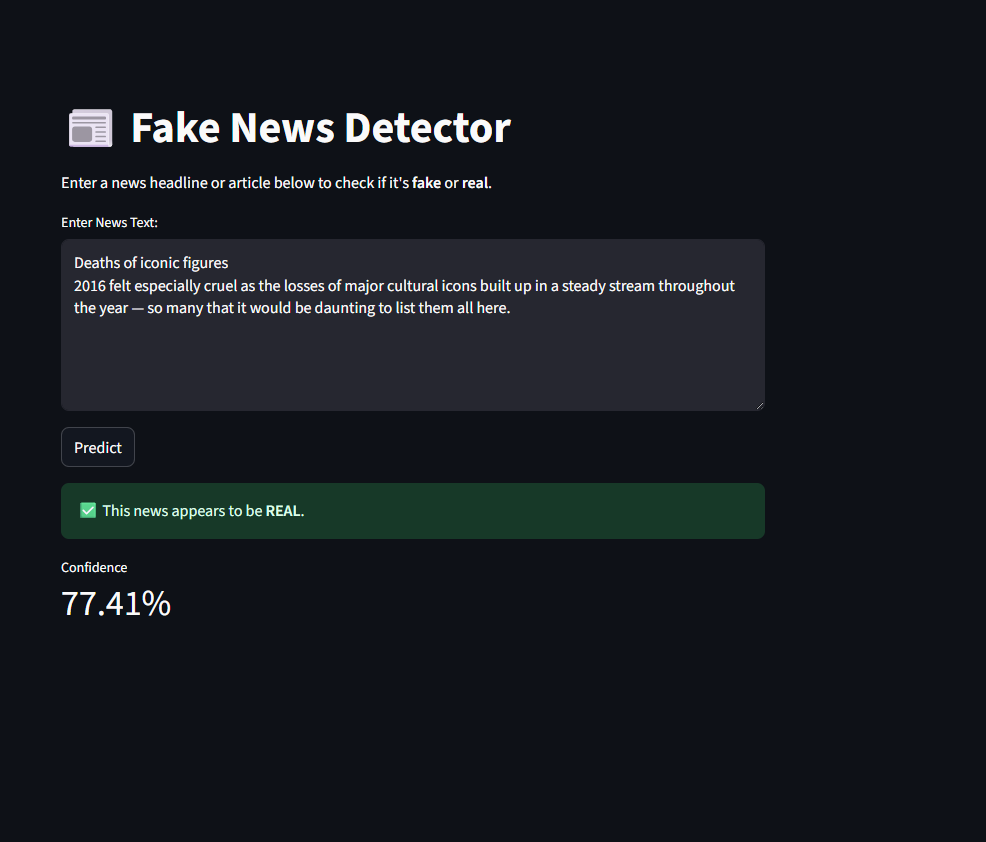 Fake News Detector
Enter a news headline or article below to check if it's fake or real.
Enter News Text:
Deaths of iconic figures
2016 felt especially cruel as the losses of major cultural icons built up in a steady stream throughout
the year — so many that it would be daunting to list them all here.
Predict
This news appears to be REAL.
Confidence
77.41%